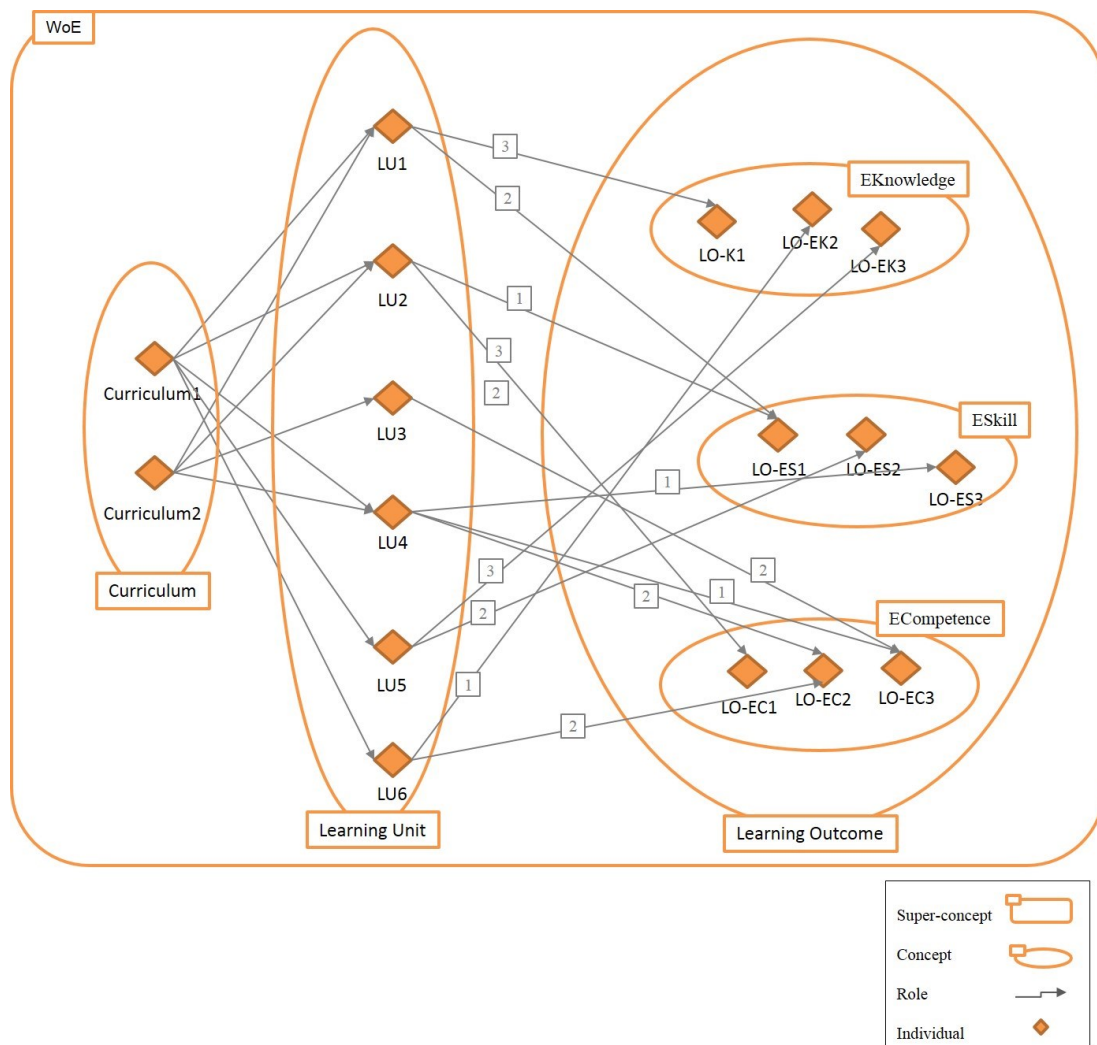 WoE
LU1
3
EKnowledge
2
LO-K1
LO-EK2
LO-EK3
LU2
1
3
2
Curriculum1
LU3
ESkill
LO-ES1
LO-ES2
LO-ES3
1
Curriculum2
LU4
Curriculum
3
2
2
1
2
ECompetence
LU5
1
LO-EC1
LO-EC2
LO-EC3
2
LU6
Learning Unit
Learning Outcome
Super-concept
Concept
Role
Individual